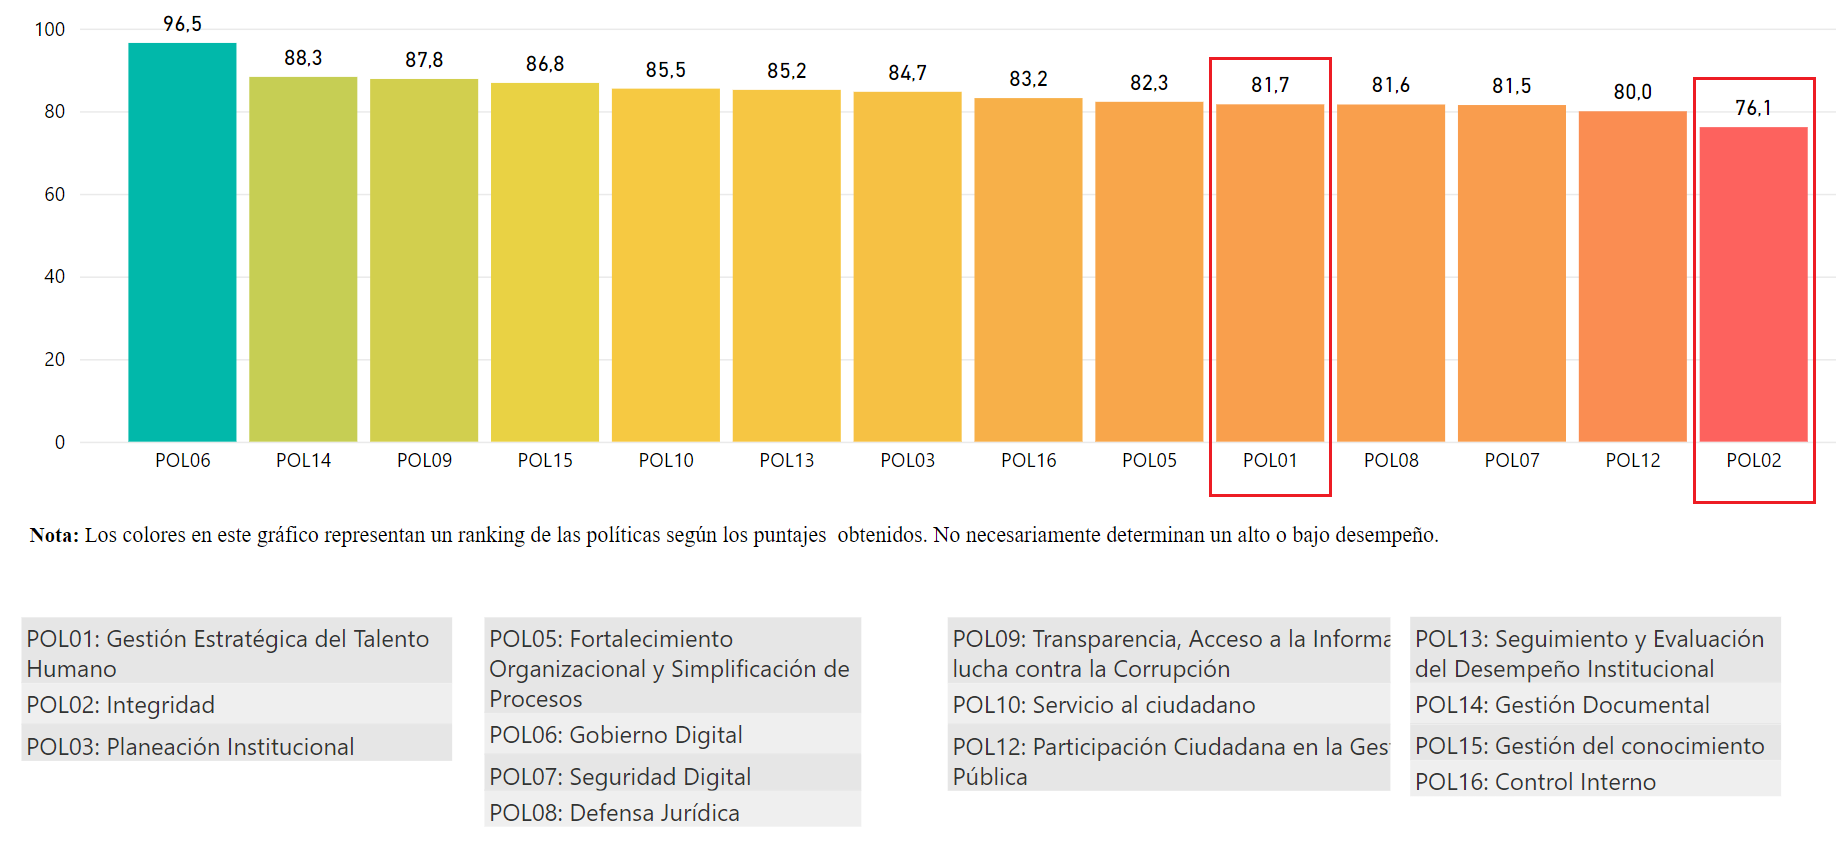 100
80
60
40
20
0
96,5
88,3
87,8
86,8
85,5
85,2
84,7
83,2
82,3
81,7
81,6
81,5
80,0
76,1
POL06
POL14
POL09
POL15
POL10
POL13
POL03
POL16
POL05
POL01
POL08
POL07
POL12
POL02
Nota: Los colores en este gráfico representan un ranking de las políticas según los puntajes obtenidos. No necesariamente determinan un alto o bajo desempeño.
POL01: Gestión Estratégica del Talento
Humano
POL02: Integridad
POL03: Planeación Institucional
POL05: Fortalecimiento
Organizacional y Simplificación de
Procesos
POL06: Gobierno Digital
POL07: Seguridad Digital
POL08: Defensa Jurídica
POL09: Transparencia, Acceso a la Informa
lucha contra la Corrupción
POL10: Servicio al ciudadano
POL12: Participación Ciudadana en la Ges
Pública
POL13: Seguimiento y Evaluación
del Desempeño Institucional
POL14: Gestión Documental
POL15: Gestión del conocimiento
POL16: Control Interno